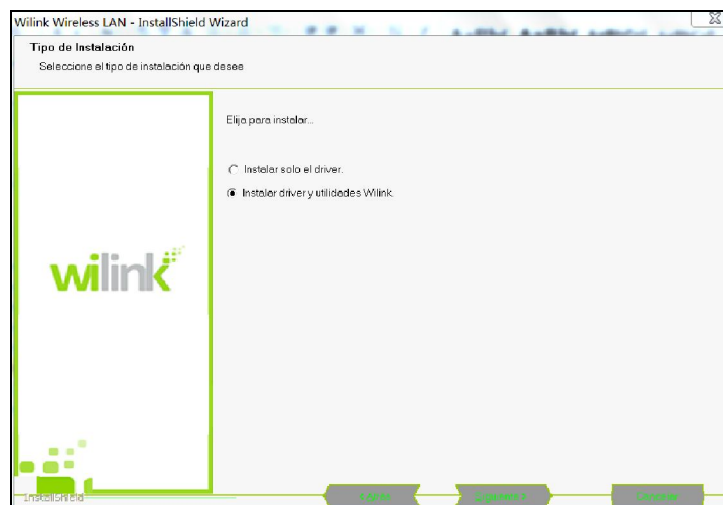 Wilink Wireless LAN - InstallShield Wizard
Tipo de Instalación
Seleccione el tipo de instalación que desee
Elija para instalar...
Instalar solo el driver.
Instalar driver y utilidades Wilink.
wilink
InstallShield